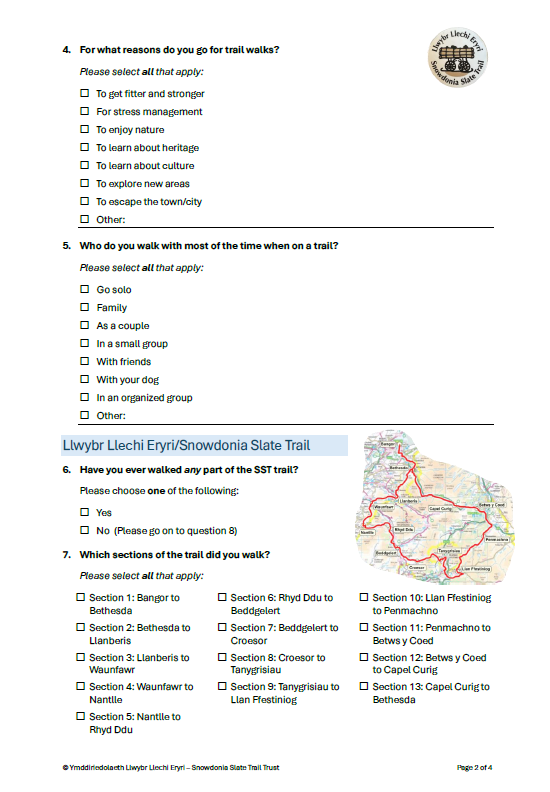 Llwybr Llechi Eryri
Snowdonia Slate Trail
4. For what reasons do you go for trail walks?
Please select all that apply:
☐ To get fitter and stronger
☐ For stress management
☐ To enjoy nature
☐ To learn about heritage
☐ To learn about culture
☐ To explore new areas
☐ To escape the town/city
☐ Other:
5. Who do you walk with most of the time when on a trail?
Please select all that apply:
☐ Go solo
☐ Family
☐ As a couple
☐ In a small group
☐ With friends
☐ With your dog
☐ In an organized group
☐ Other:
Llwybr Llechi Eryri/Snowdonia Slate Trail
6. Have you ever walked any part of the SST trail?
Please choose one of the following:
☐ Yes
☐ No (Please go on to question 8)
Bangor
Bethesda
Llanberis
Waunfawr
Capel Curig
Betws y Coed
Nantlle
Rhyd Ddu
Penmachno
Beddgelert
Tanygrisiau
Croesor
Llan Ffestiniog
7. Which sections of the trail did you walk?
Please select all that apply:
☐ Section 1: Bangor to
Bethesda
☐ Section 2: Bethesda to
Llanberis
☐ Section 3: Llanberis to
Waunfawr
☐ Section 4: Waunfawr to
Nantlle
☐ Section 5: Nantlle to
Rhyd Ddu
☐ Section 6: Rhyd Ddu to
Beddgelert
☐ Section 7: Beddgelert to
Croesor
☐ Section 8: Croesor to
Tanygrisiau
☐ Section 9: Tanygrisiau to
Llan Ffestiniog
☐ Section 10: Llan Ffestiniog
to Penmachno
☐ Section 11: Penmachno to
Betws y Coed
☐ Section 12: Betws y Coed
to Capel Curig
☐ Section 13: Capel Curig to
Bethesda
© Ymddiriedolaeth Llwybr Llechi Eryri – Snowdonia Slate Trail Trust
Page 2 of 4